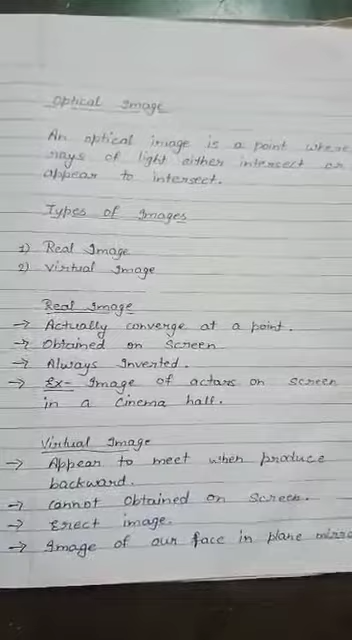 Optical Image
An optical image is a point where
rays of light either intersect or
appear to intersect.
Types of Images
1) Real Image
2) Virtual Image
Real Image
→ Actually converge at a point.
→ Obtained on Screen
→ Always Inverted.
→ Ex- Image of actars on screen
in a cinema hall.
Virtual Image
→ Appear to meet when produce
backward.
→ cannot obtained on Screen.
→ Erect image.
→ Image of our face in plane mirro